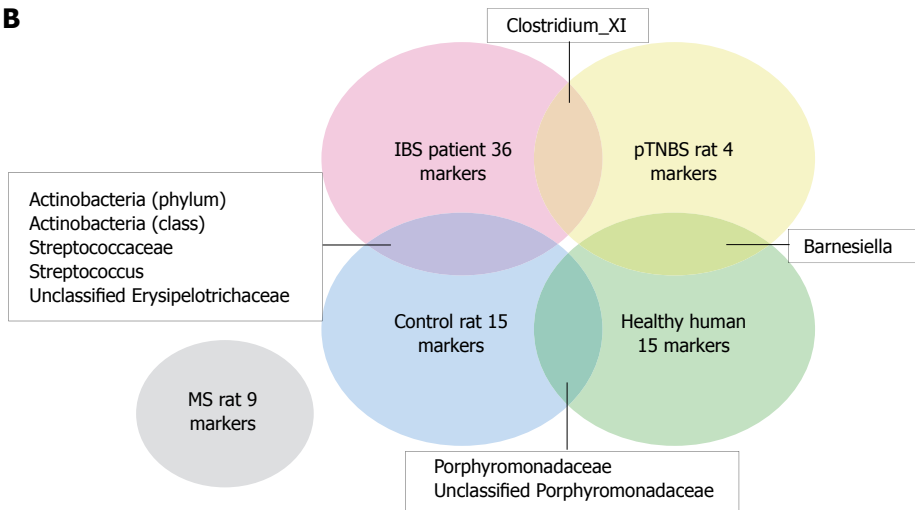 B
Clostridium_XI
IBS patient 36
markers
pTNBS rat 4
markers
Actinobacteria (phylum)
Actinobacteria (class)
Streptococcaceae
Streptococcus
Unclassified Erysipelotrichaceae
Barnesiella
Control rat 15
markers
Healthy human
15 markers
MS rat 9
markers
Porphyromonadaceae
Unclassified Porphyromonadaceae